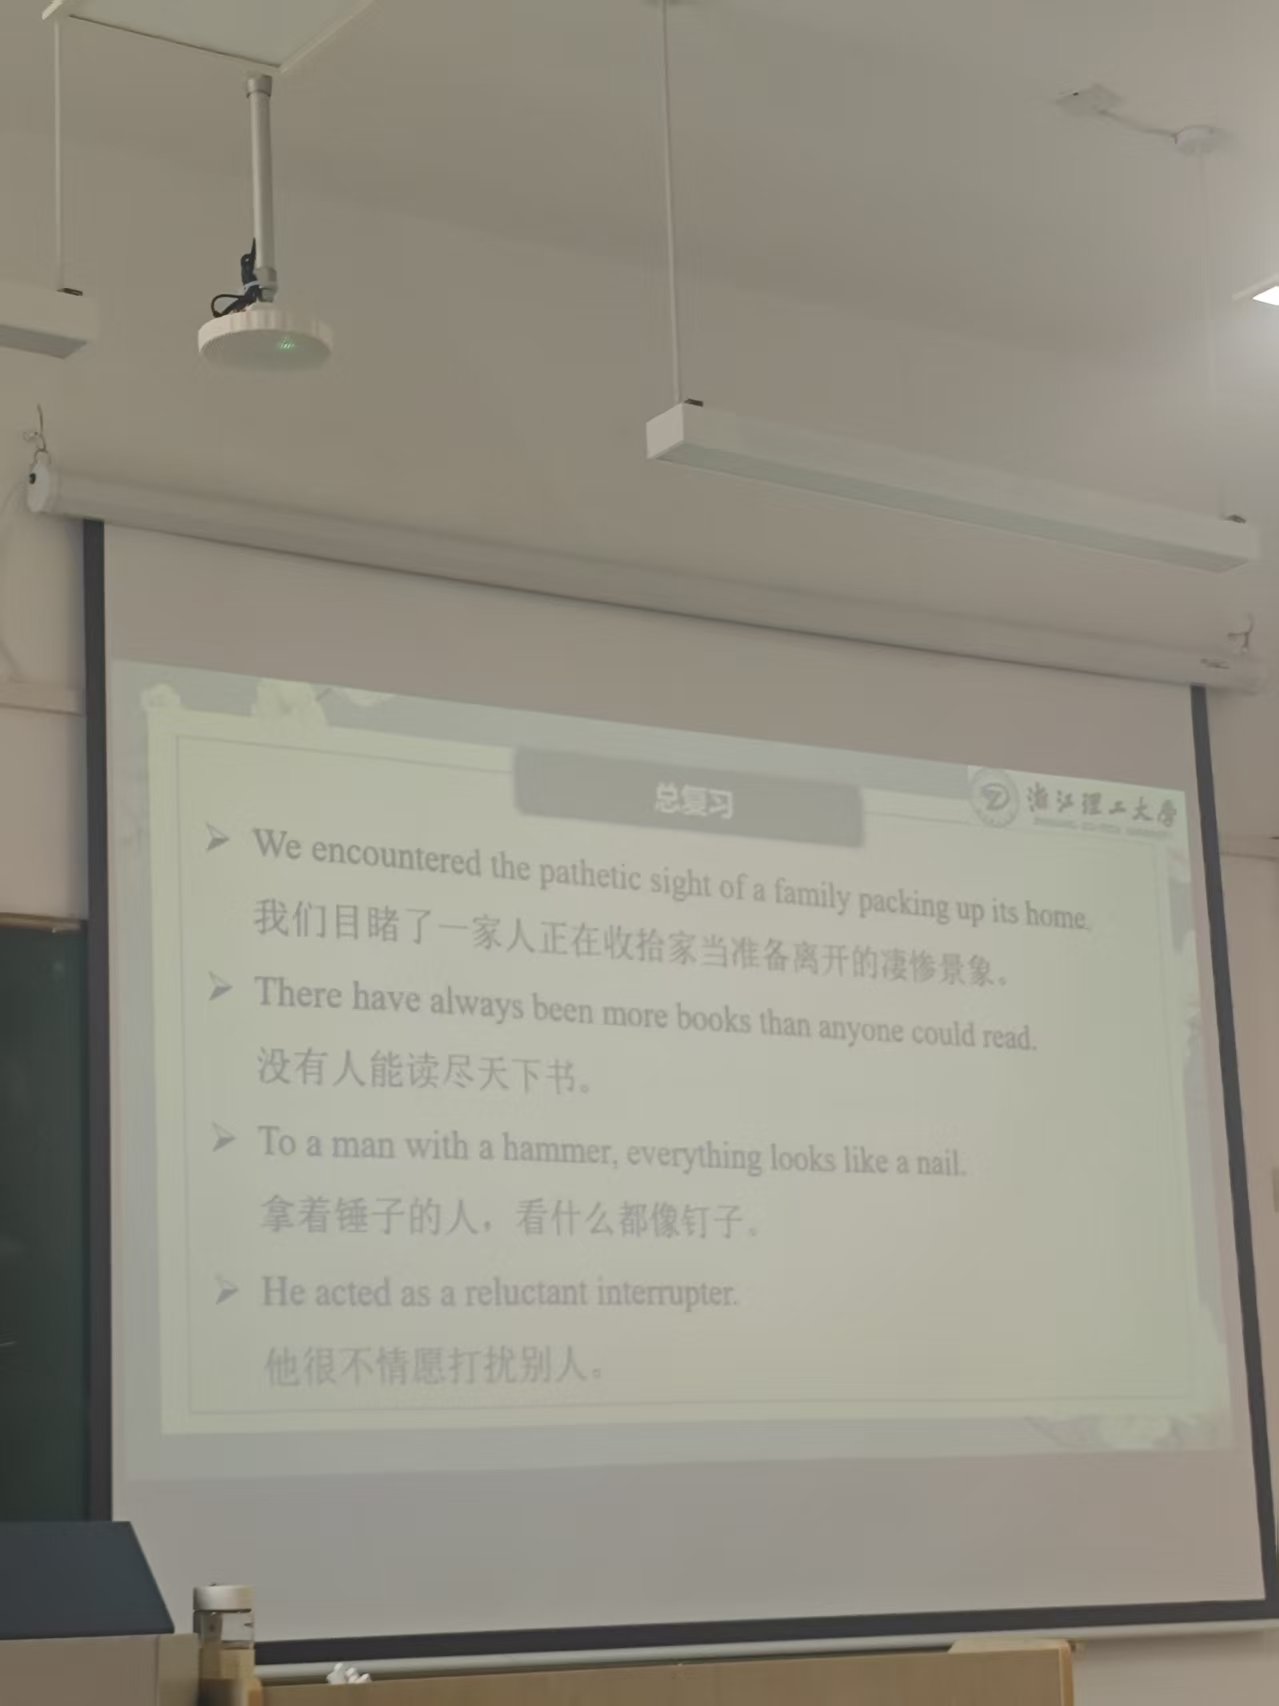 总复习
浙江理工大学
➢ We encountered the pathetic sight of a family packing up its home.
我们目睹了一家人正在收拾家当准备离开的凄惨景象。
➢ There have always been more books than anyone could read.
没有人能读尽天下书。
➢ To a man with a hammer, everything looks like a nail.
拿着锤子的人，看什么都像钉子。
➢ He acted as a reluctant interrupter.
他很不情愿打扰别人。